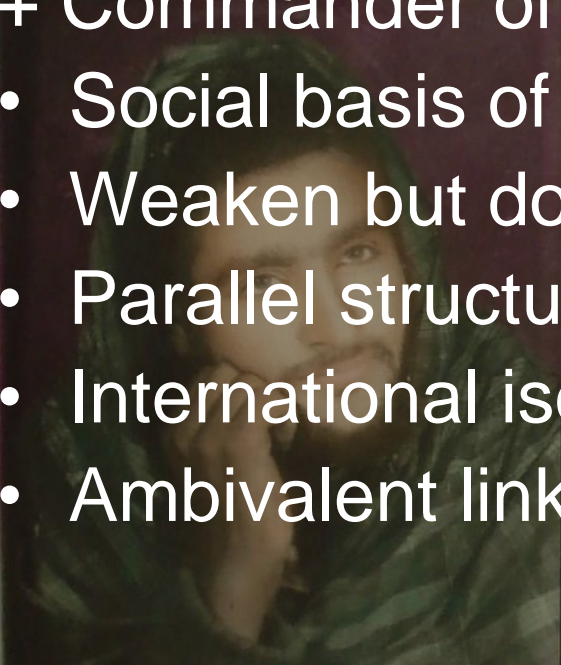 + Commander of
• Social basis of
• Weaken but do
• Parallel structu
• International is
• Ambivalent link